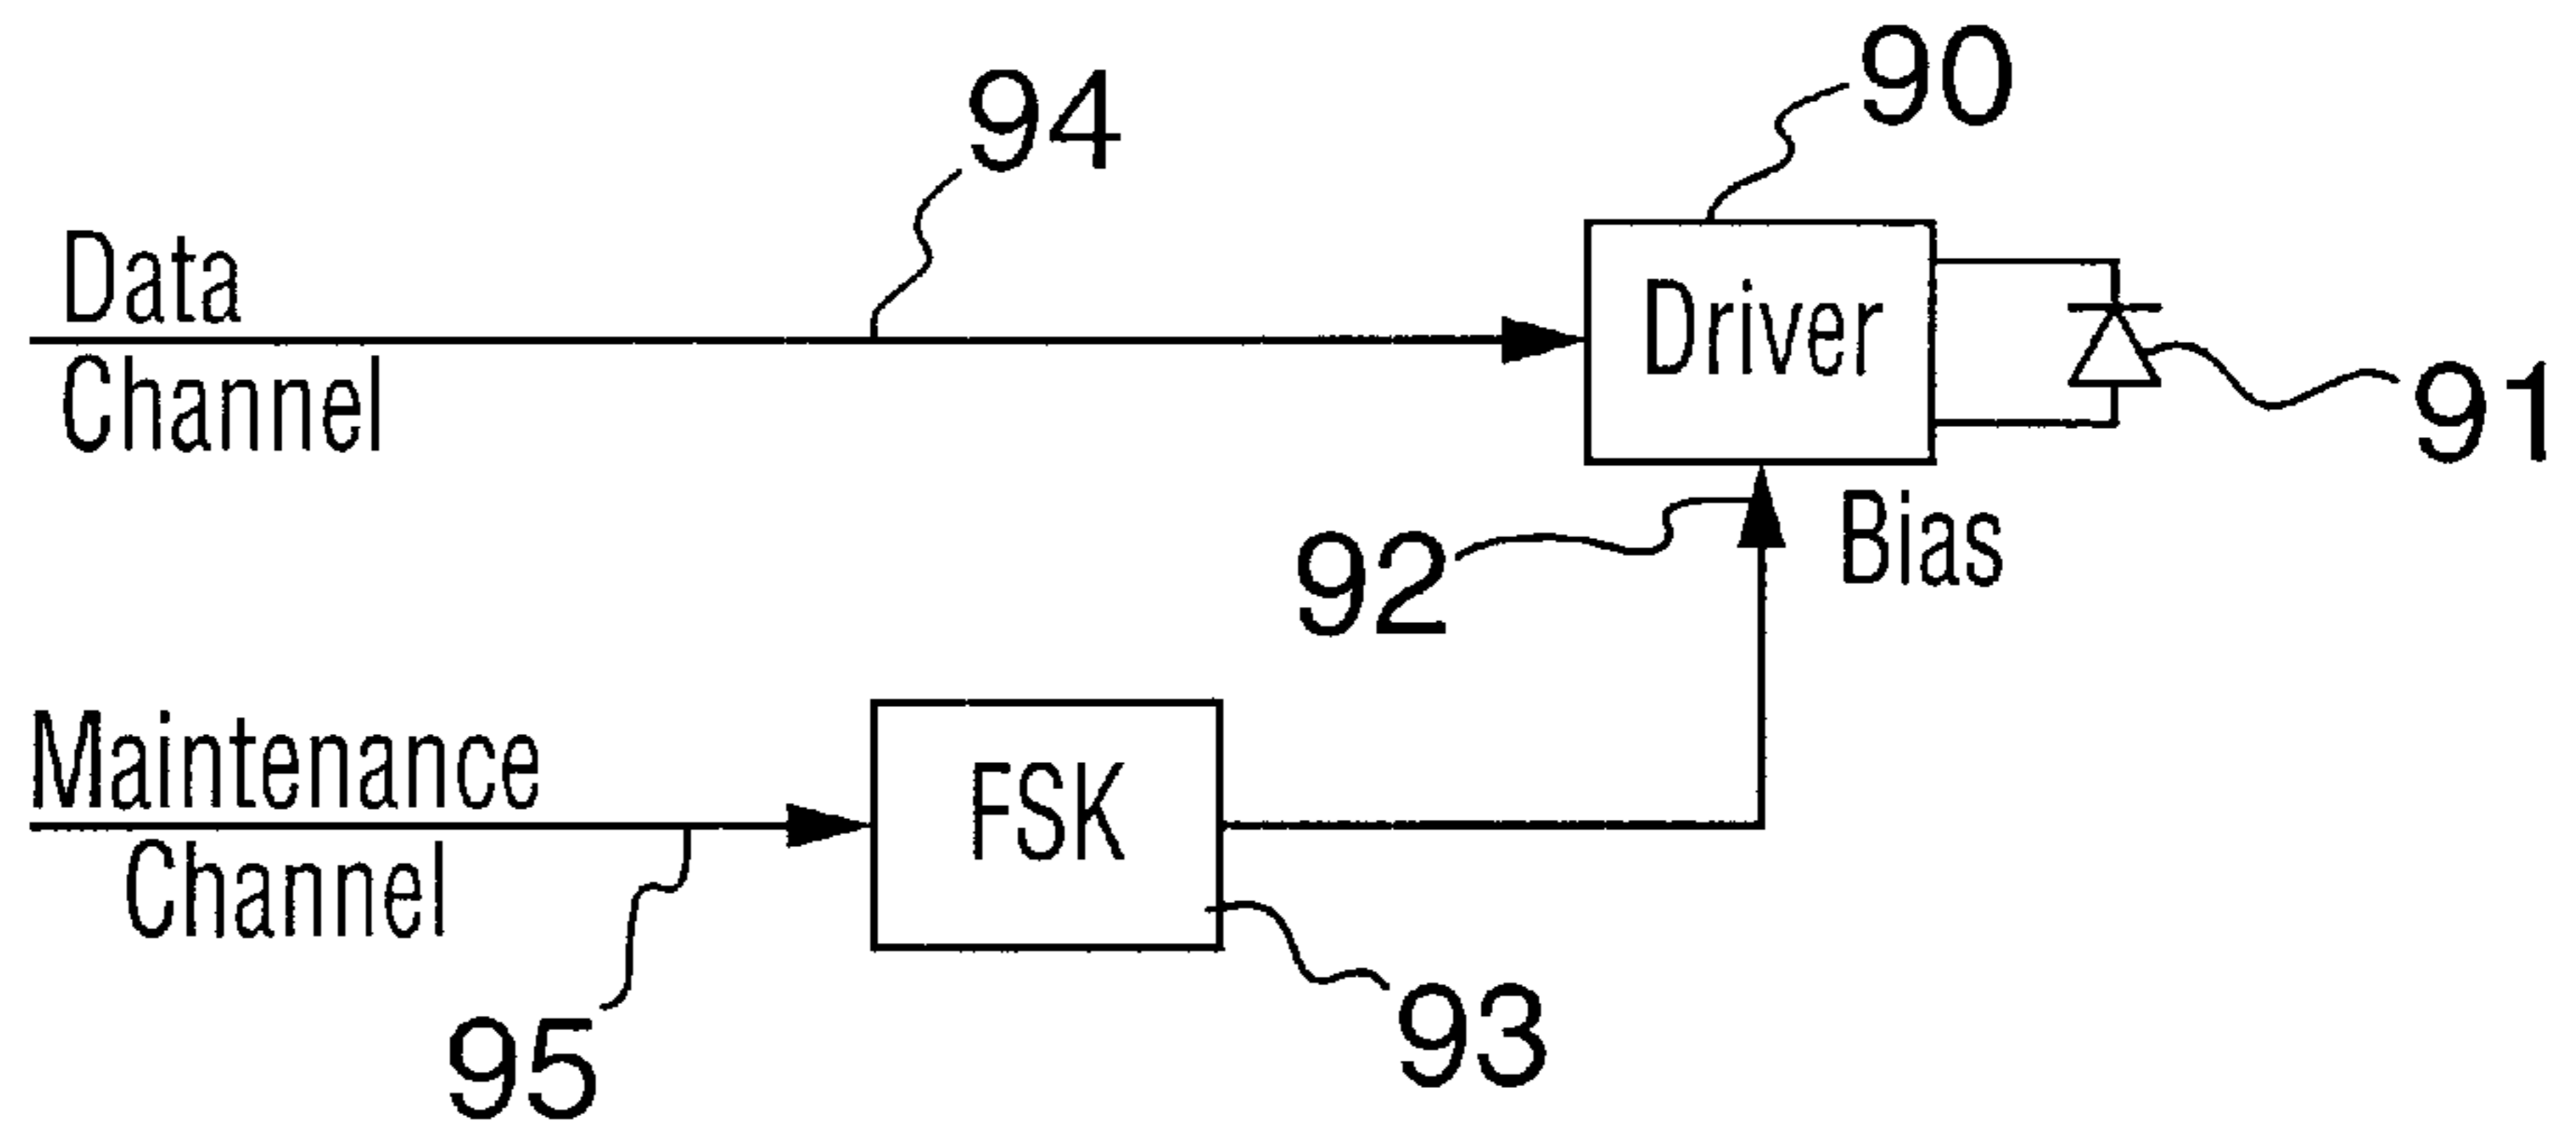 90
94
Data
Channel
Driver
91
92
Bias
Maintenance
Channel
FSK
93
95